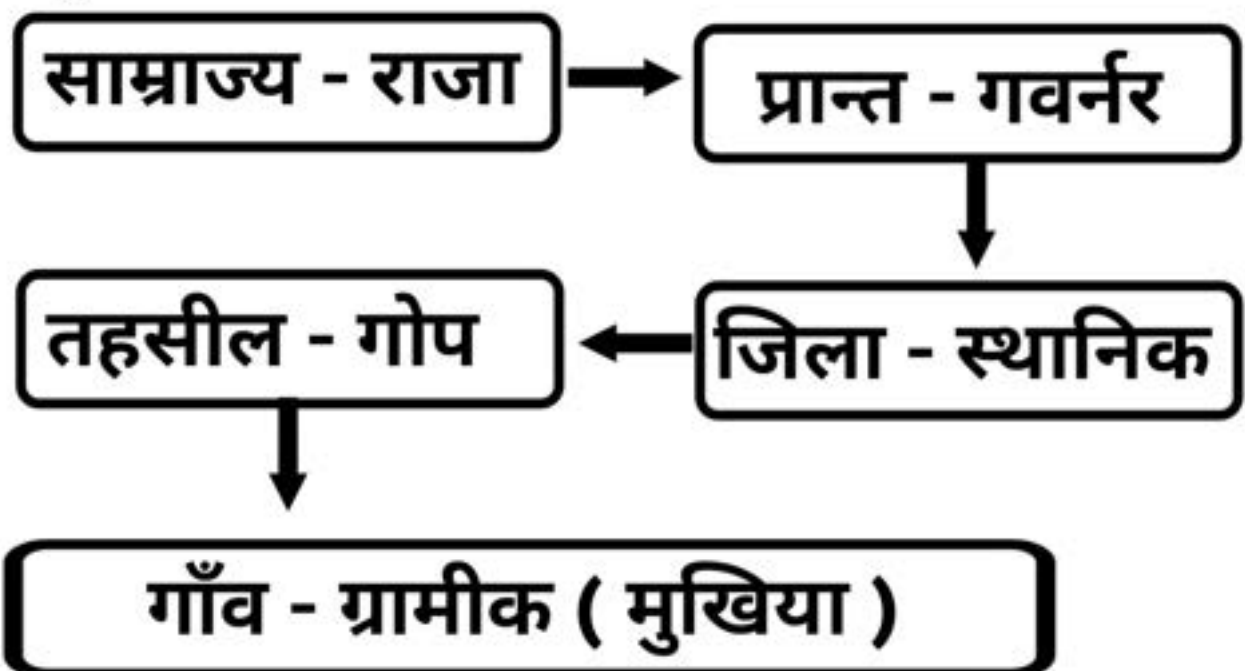 साम्राज्य - राजा
प्रान्त - गवर्नर
जिला - स्थानिक
तहसील - गोप
गाँव - ग्रामीक ( मुखिया )